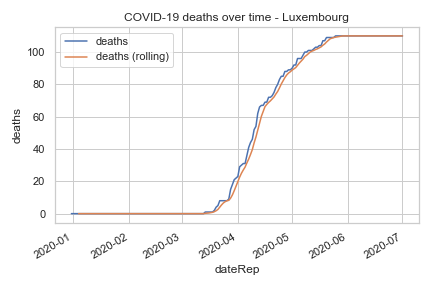 COVID-19 deaths over time - Luxembourg
deaths
deaths (rolling)
deaths
100
80
60
40
20
0
2020-01
2020-02
2020-03
2020-04
2020-05
2020-06
2020-07
dateRep